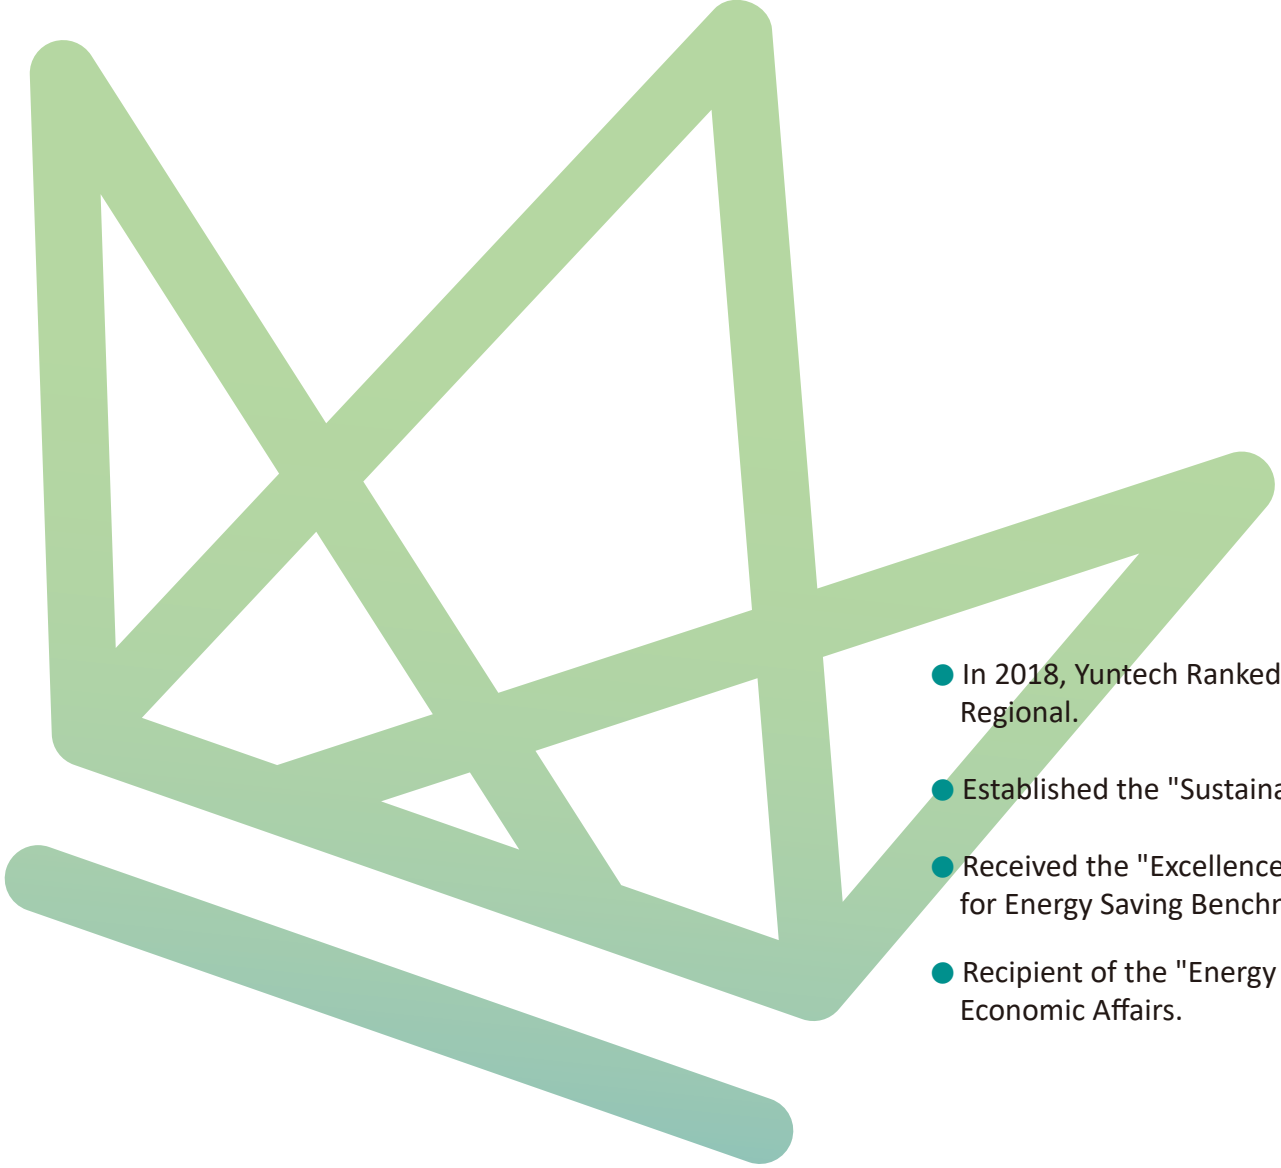 In 2018, Yuntech Ranked
Regional.
Established the "Sustaina
Received the "Excellence
for Energy Saving Benchm
Recipient of the "Energy
Economic Affairs.